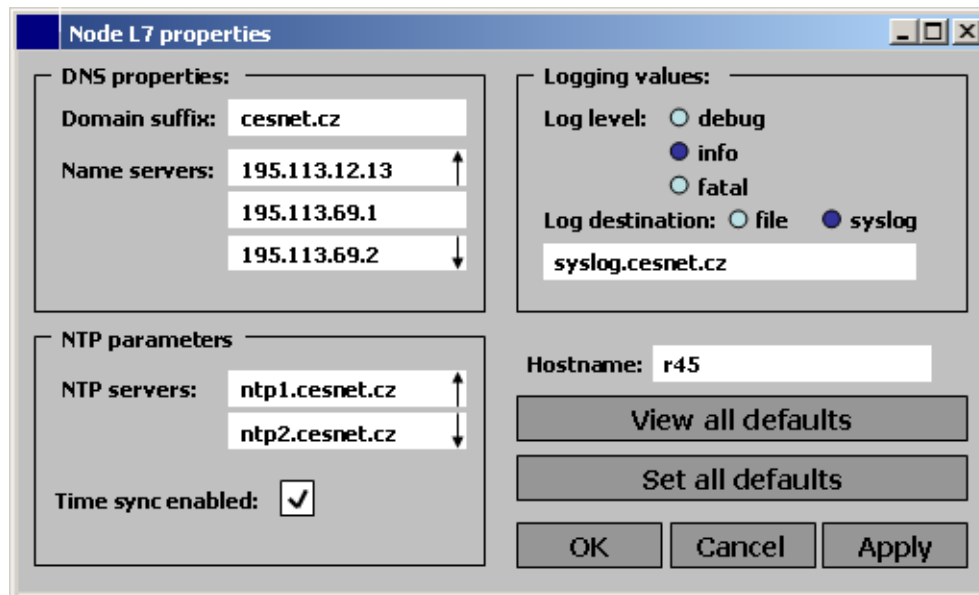 Node L7 properties
DNS properties:
Domain suffix: cesnet.cz
Name servers: 195.113.12.13
195.113.69.1
195.113.69.2
Logging values:
Log level: debug
info
fatal
Log destination: file syslog
syslog.cesnet.cz
NTP parameters
NTP servers: ntp1.cesnet.cz
ntp2.cesnet.cz
Time sync enabled:
Hostname: r45
View all defaults
Set all defaults
OK Cancel Apply